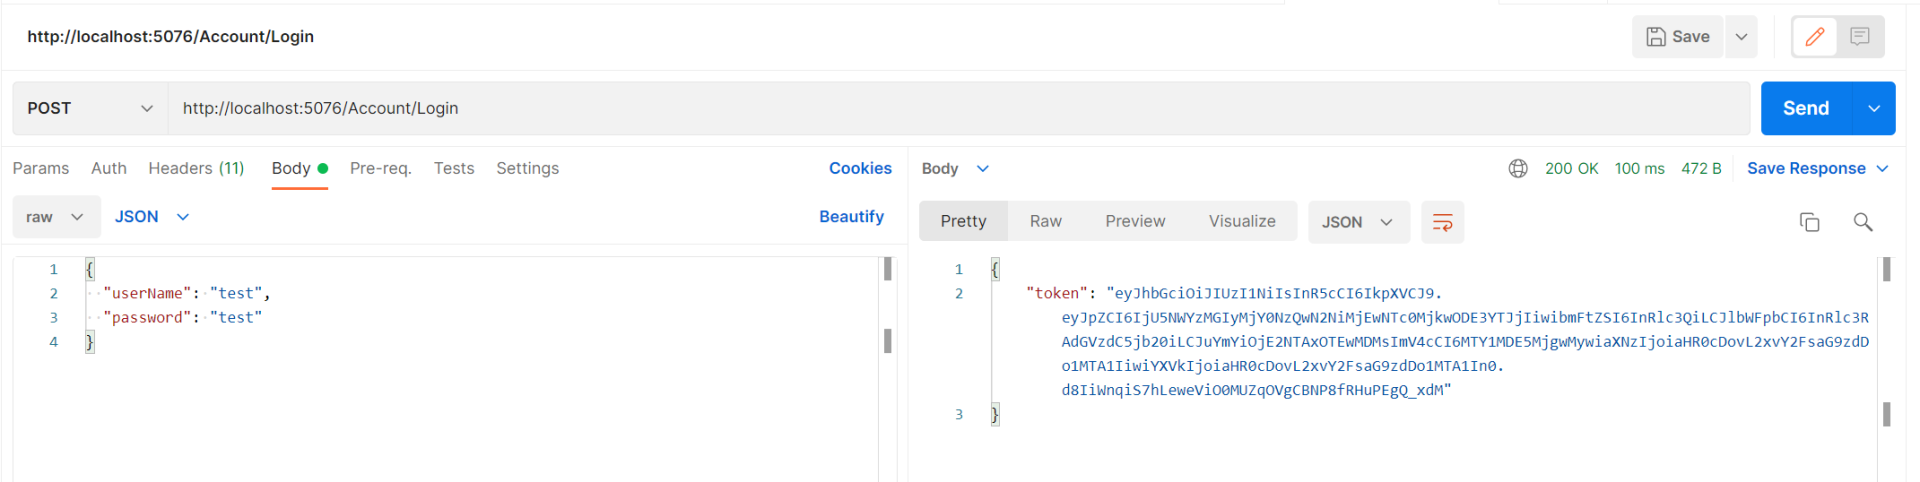 http://localhost:5076/Account/Login
Save
POST
http://localhost:5076/Account/Login
Send
Params Auth Headers (11) Body Pre-req. Tests Settings Cookies
raw JSON Beautify
1 {
2 "userName": "test",
3 "password": "test"
4 }
Body 200 OK 100 ms 472 B Save Response
Pretty Raw Preview Visualize JSON
1 {
2 "token": "eyJhbGciOiJIUzI1NiIsInR5cCI6IkpXVCJ9.
eyJpZCI6IjU5NWYzMGIyMjY0NzQwN2NiMjEwNTc0MjkwODE3YTJjIiwibmFtZSI6InRlc3QiLCJlbWFpbCI6InRlc3R
AdGVzdC5jb20iLCJuYmYiOjE2NTAxOTEwMDMsImV4cCI6MTY1MDE5MjgwMywiaXNzIjoiaHR0cDovL2xvY2FsaG9zdD
o1MTA1IiwiYXVkIjoiaHR0cDovL2xvY2FsaG9zdDo1MTA1In0.
d8IiWnqiS7hLeweViO0MUZqOVgCBNP8fRHuPEgQ_xdM"
3 }